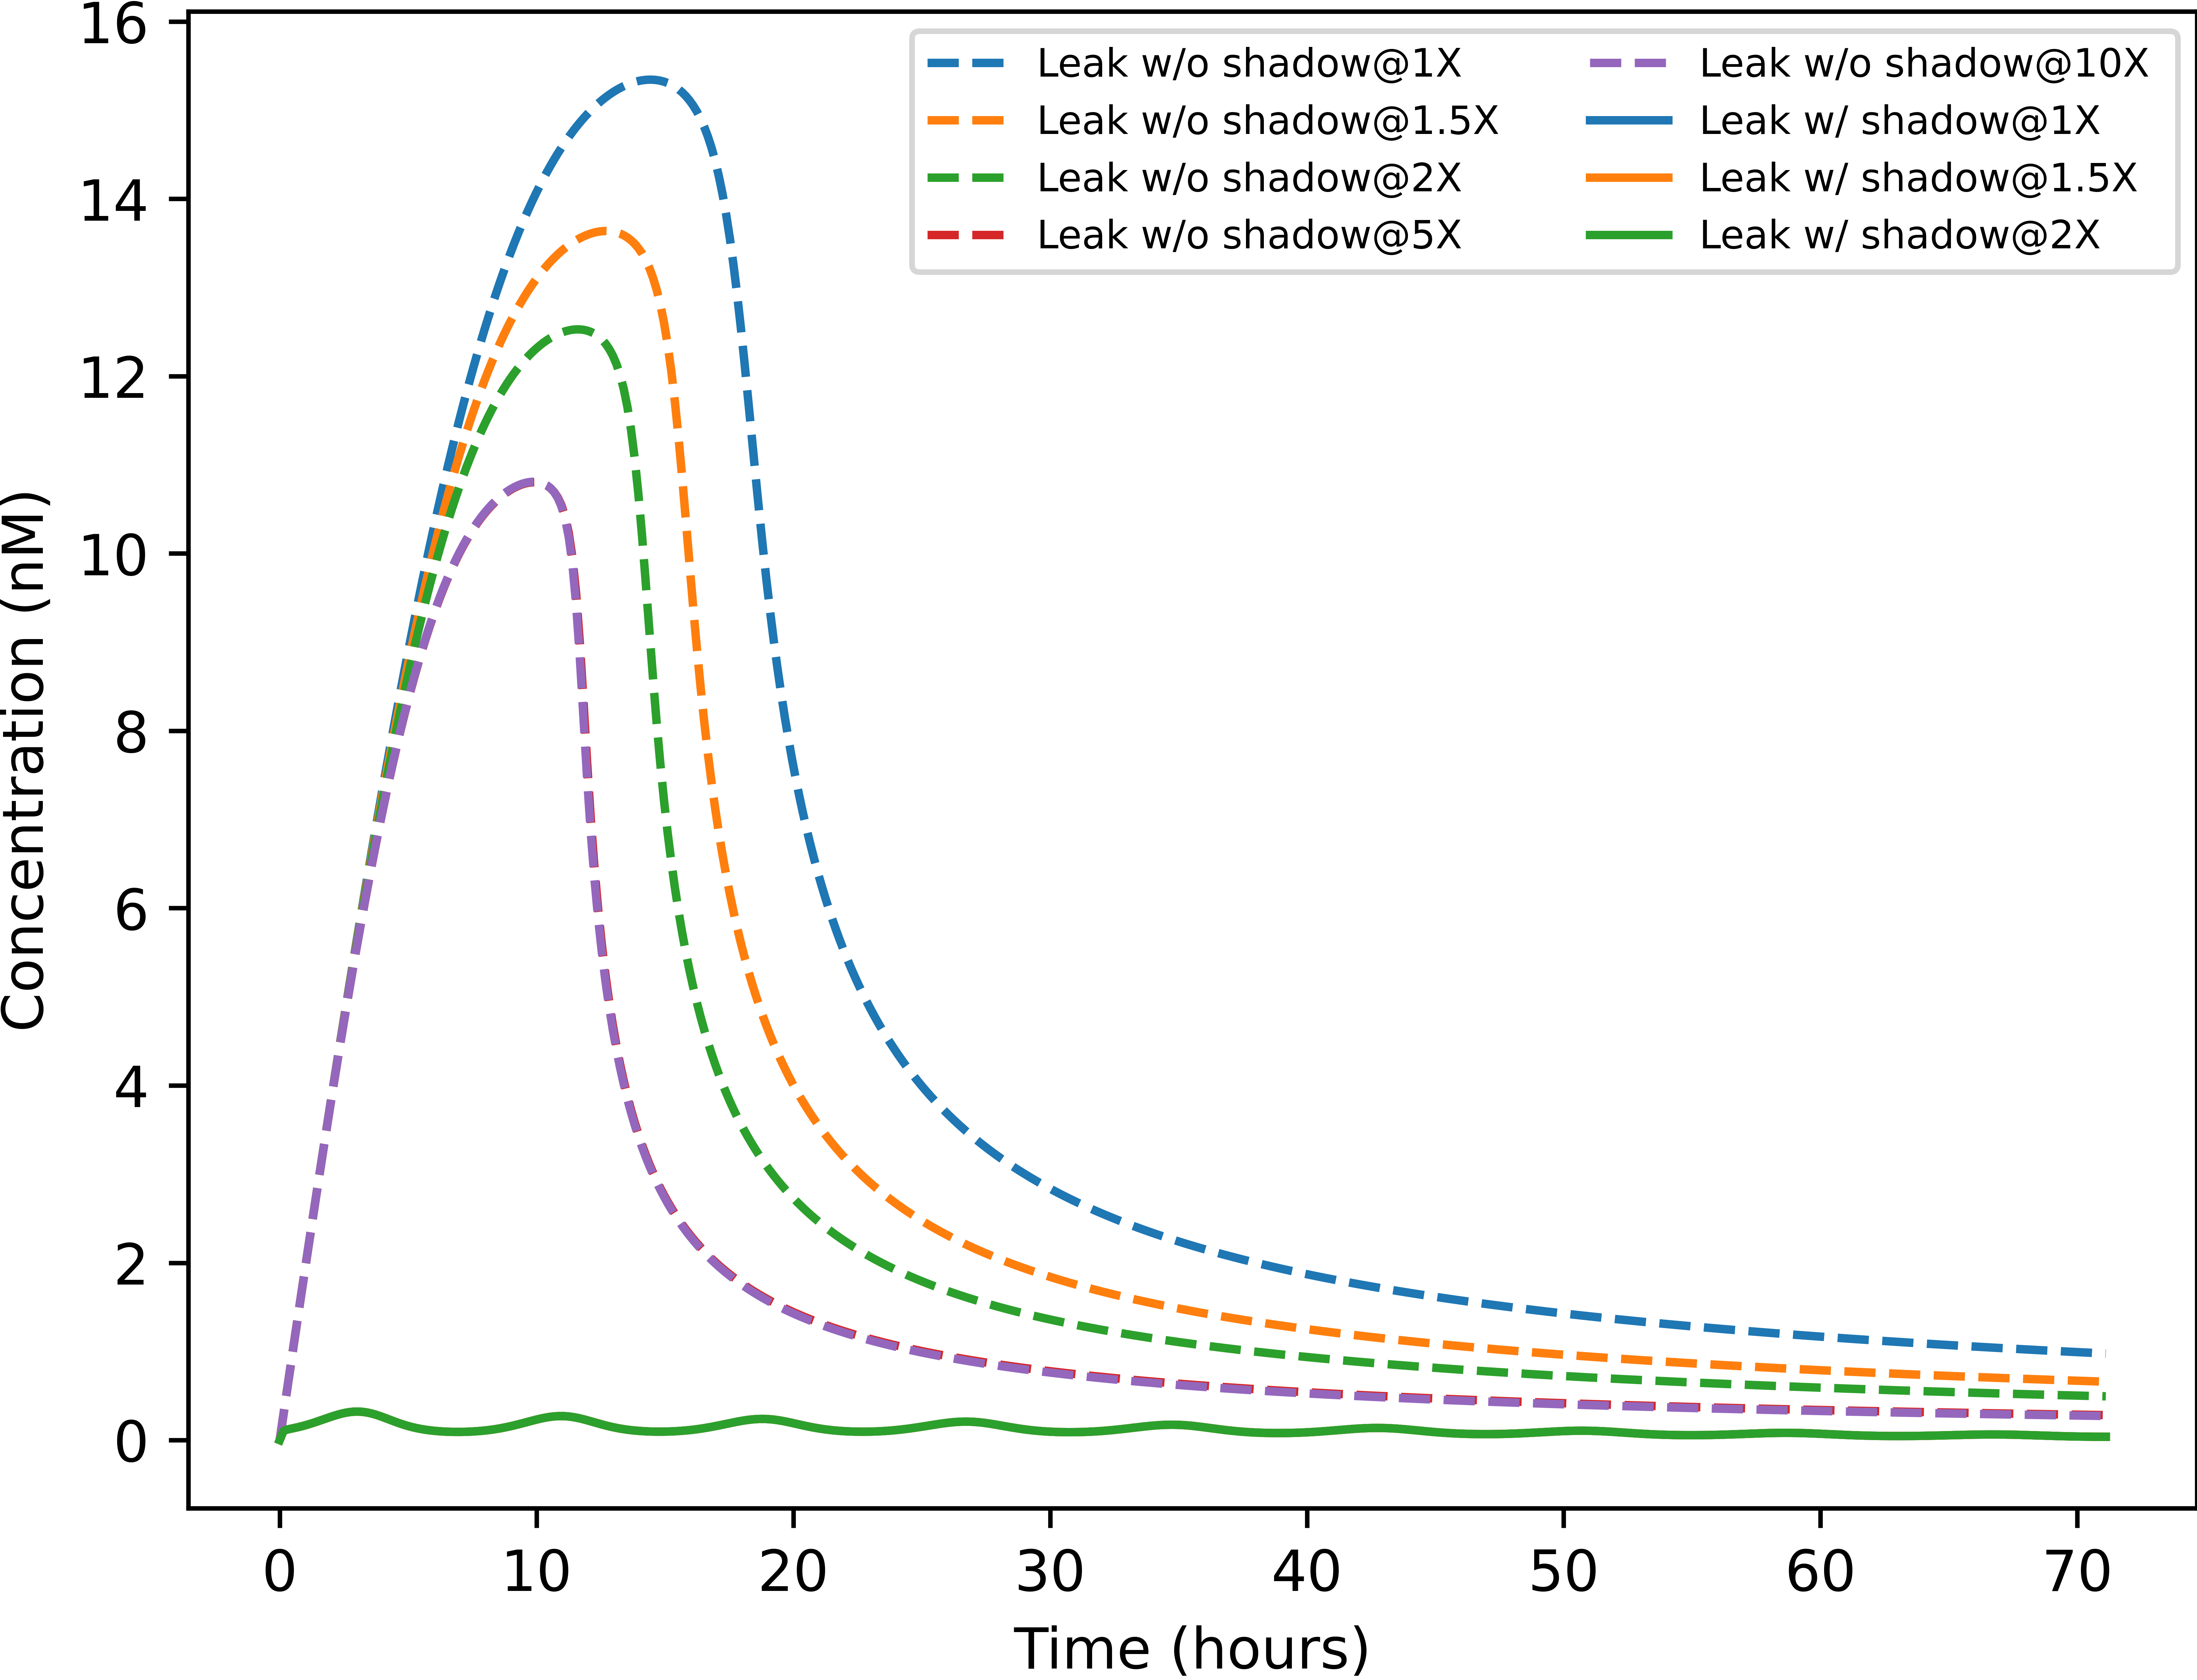 16
14
12
10
8
6
4
2
0
Concentration (nM)
Leak w/o shadow@1X
Leak w/o shadow@1.5X
Leak w/o shadow@2X
Leak w/o shadow@5X
Leak w/o shadow@10X
Leak w/ shadow@1X
Leak w/ shadow@1.5X
Leak w/ shadow@2X
0 10 20 30 40 50 60 70
Time (hours)